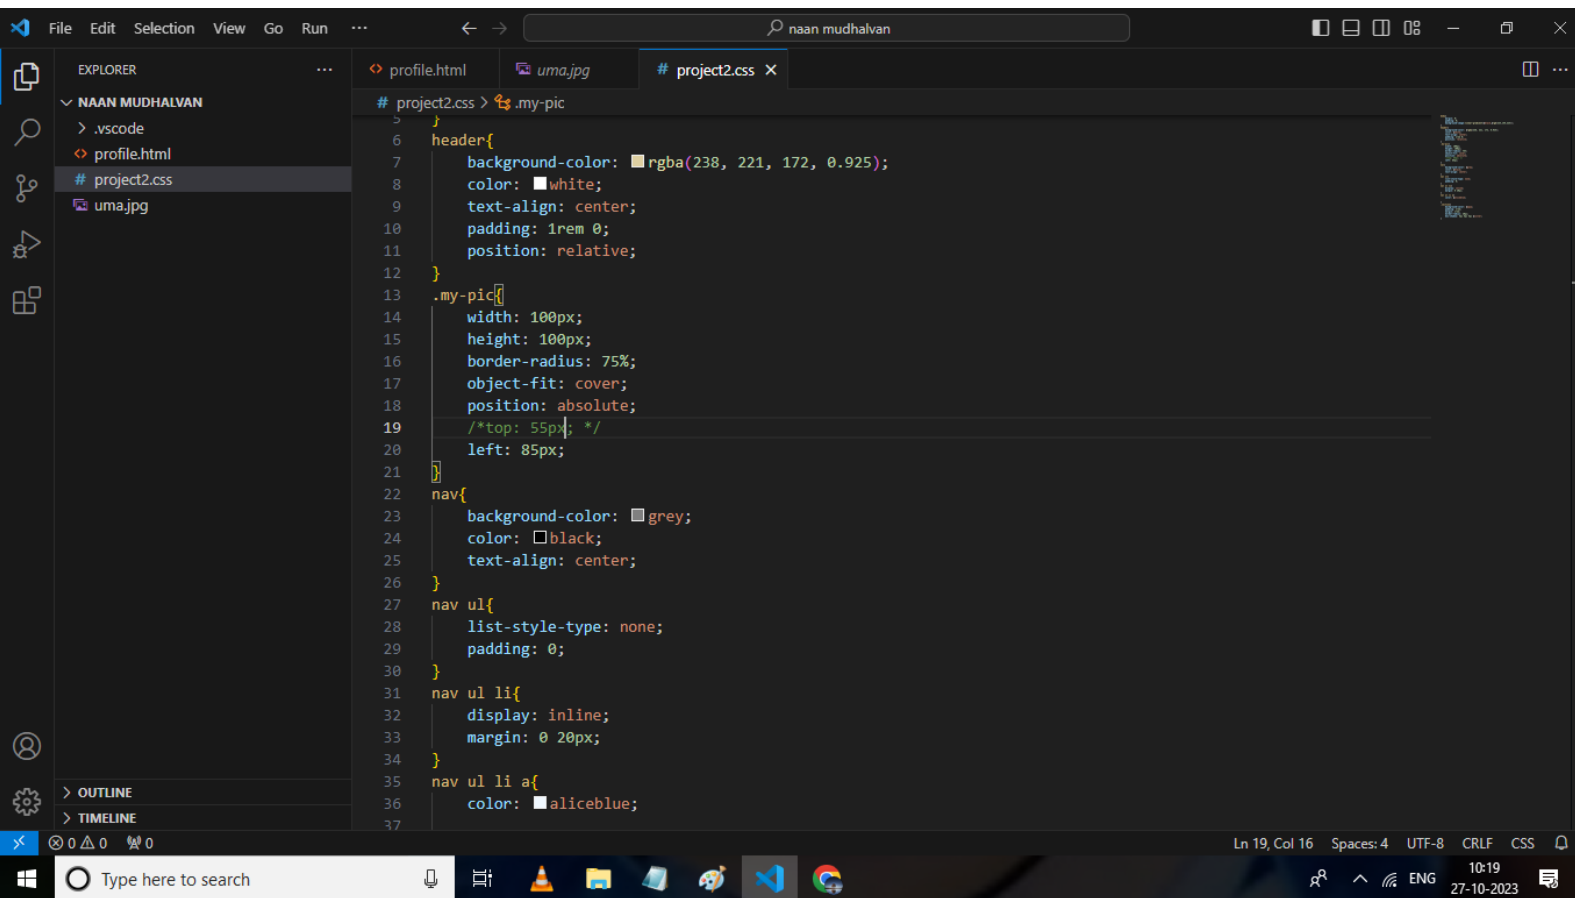 File Edit Selection View Go Run ··· ← → naan mudhalvan
EXPLORER ···
NAAN MUDHALVAN
> .vscode
<> profile.html
# project2.css
uma.jpg
> OUTLINE
> TIMELINE
<> profile.html uma.jpg # project2.css ×
# project2.css > .my-pic
5 }
6 header{
7 background-color: rgba(238, 221, 172, 0.925);
8 color: white;
9 text-align: center;
10 padding: 1rem 0;
11 position: relative;
12 }
13 .my-pic{
14 width: 100px;
15 height: 100px;
16 border-radius: 75%;
17 object-fit: cover;
18 position: absolute;
19 /*top: 55px; */
20 left: 85px;
21 }
22 nav{
23 background-color: grey;
24 color: black;
25 text-align: center;
26 }
27 nav ul{
28 list-style-type: none;
29 padding: 0;
30 }
31 nav ul li{
32 display: inline;
33 margin: 0 20px;
34 }
35 nav ul li a{
36 color: aliceblue;
37
0 0 0 Ln 19, Col 16 Spaces: 4 UTF-8 CRLF CSS
Type here to search ENG 10:19
27-10-2023